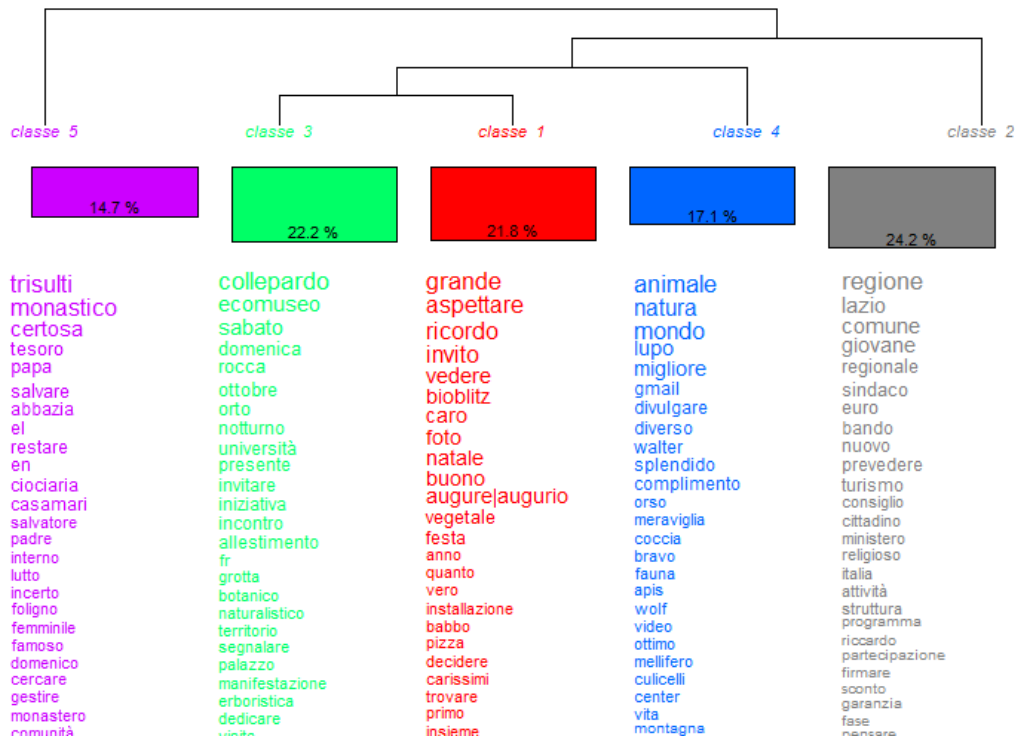 classe 5
classe 3
classe 1
classe 4
classe 2
14.7 %
22.2 %
21.8 %
17.1 %
24.2 %
trisulti
monastico
certosa
tesoro
papa
salvare
abbazia
el
restare
en
ciociaria
casamari
salvatore
padre
interno
lutto
incerto
foligno
femminile
famoso
domenico
cercare
gestire
monastero
comunità
collepardo
ecomuseo
sabato
domenica
rocca
ottobre
orto
notturno
università
presente
invitare
iniziativa
incontro
allestimento
fr
grotta
botanico
naturalistico
territorio
segnalare
palazzo
manifestazione
erboristica
dedicare
grande
aspettare
ricordo
invito
vedere
bioblitz
caro
foto
natale
buono
augure|augurio
vegetale
festa
anno
quanto
vero
installazione
babbo
pizza
decidere
carissimi
trovare
primo
insieme
animale
natura
mondo
lupo
migliore
gmail
divulgare
diverso
walter
splendido
complimento
orso
meraviglia
coccia
bravo
fauna
apis
wolf
video
ottimo
mellifero
culicelli
center
vita
montagna
regione
lazio
comune
giovane
regionale
sindaco
euro
bando
nuovo
prevedere
turismo
consiglio
cittadino
ministero
religioso
italia
attività
struttura
programma
riccardo
partecipazione
firmare
sconto
garanzia
fase
pensare